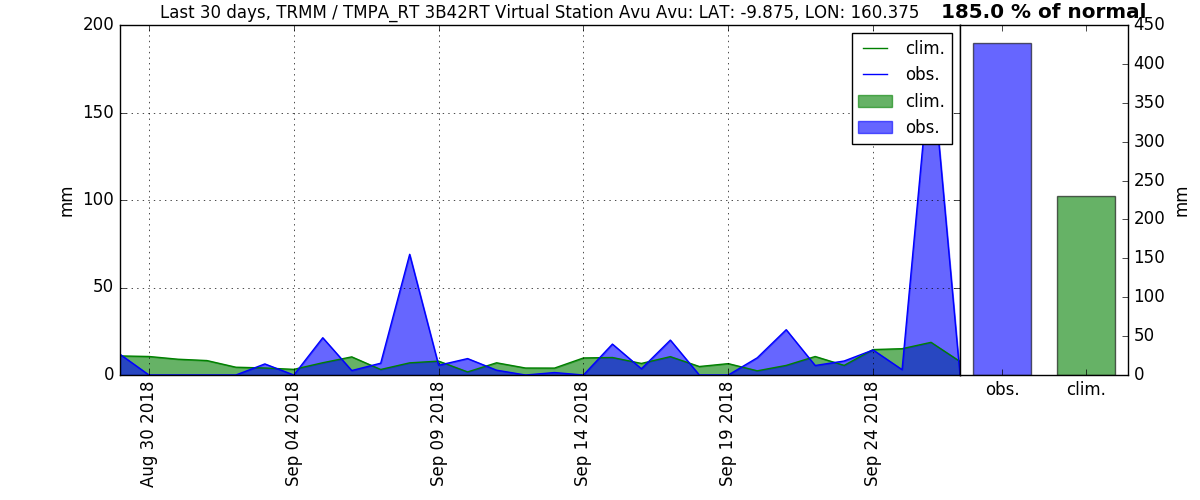 Last 30 days, TRMM / TMPA_RT 3B42RT Virtual Station Avu Avu: LAT: -9.875, LON: 160.375
185.0 % of normal
200
150
100
50
0
mm
clim.
obs.
clim.
obs.
450
400
350
300
250
200
150
100
50
0
mm
obs.
clim.
Aug 30 2018
Sep 04 2018
Sep 09 2018
Sep 14 2018
Sep 19 2018
Sep 24 2018